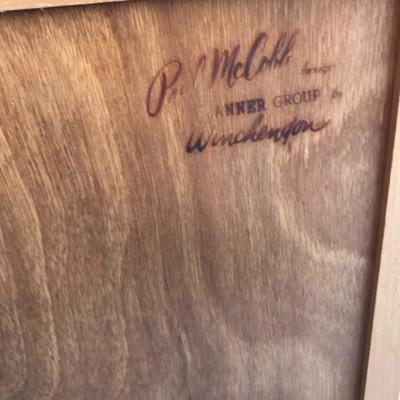 Paul McCobb design
ANNER GROUP by
Winchendon